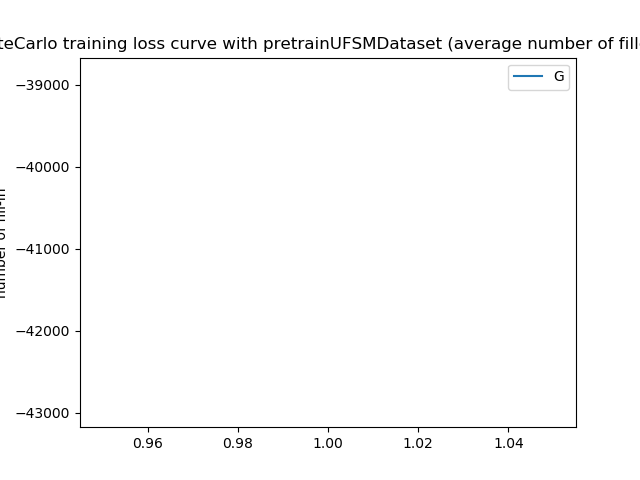 teCarlo training loss curve with pretrainUFSMDataset (average number of fill
G
−39000
−40000
−41000
−42000
−43000
number of fill-in
0.96 0.98 1.00 1.02 1.04